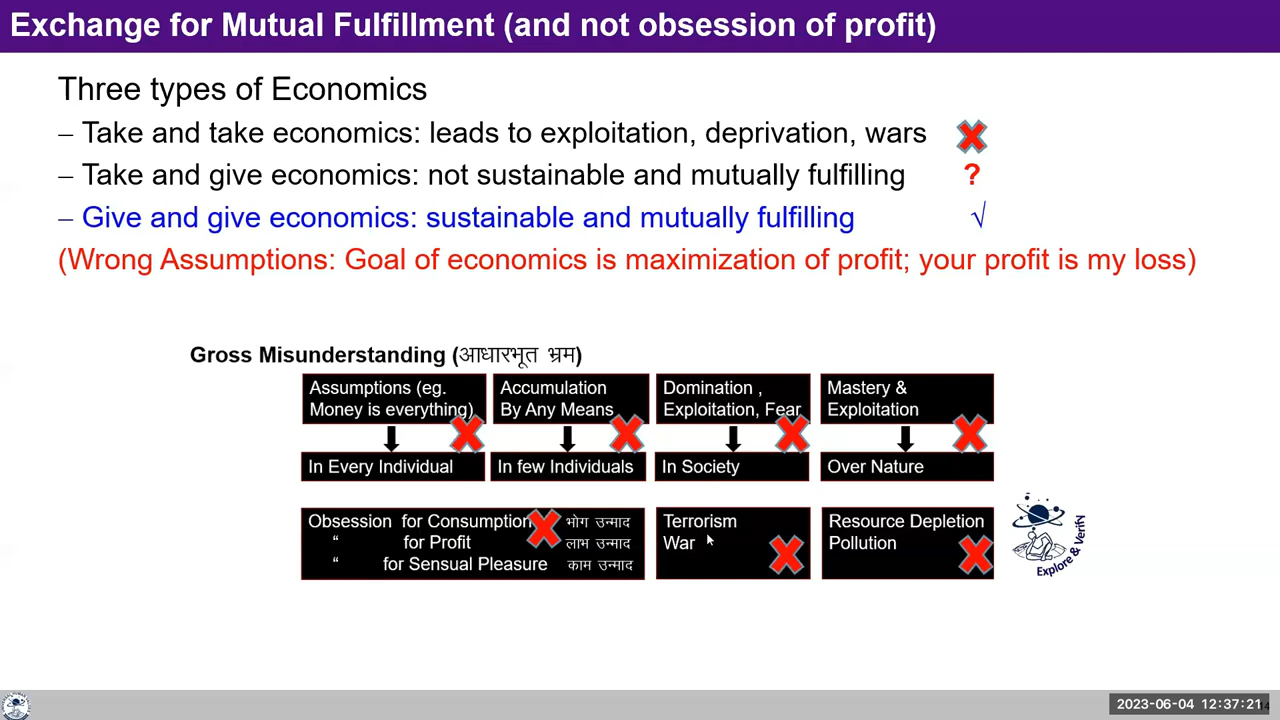 Exchange for Mutual Fulfillment (and not obsession of profit)
Three types of Economics
– Take and take economics: leads to exploitation, deprivation, wars
– Take and give economics: not sustainable and mutually fulfilling ?
– Give and give economics: sustainable and mutually fulfilling √
(Wrong Assumptions: Goal of economics is maximization of profit; your profit is my loss)
Gross Misunderstanding (आधारभूत भ्रम)
Assumptions (eg.
Money is everything)
Accumulation
By Any Means
Domination ,
Exploitation, Fear
Mastery &
Exploitation
In Every Individual
In few Individuals
In Society
Over Nature
Obsession for Consumption भोग उन्माद
“ for Profit लाभ उन्माद
“ for Sensual Pleasure काम उन्माद
Terrorism
War
Resource Depletion
Pollution
Explore & Verify
2023-06-04 12:37:21